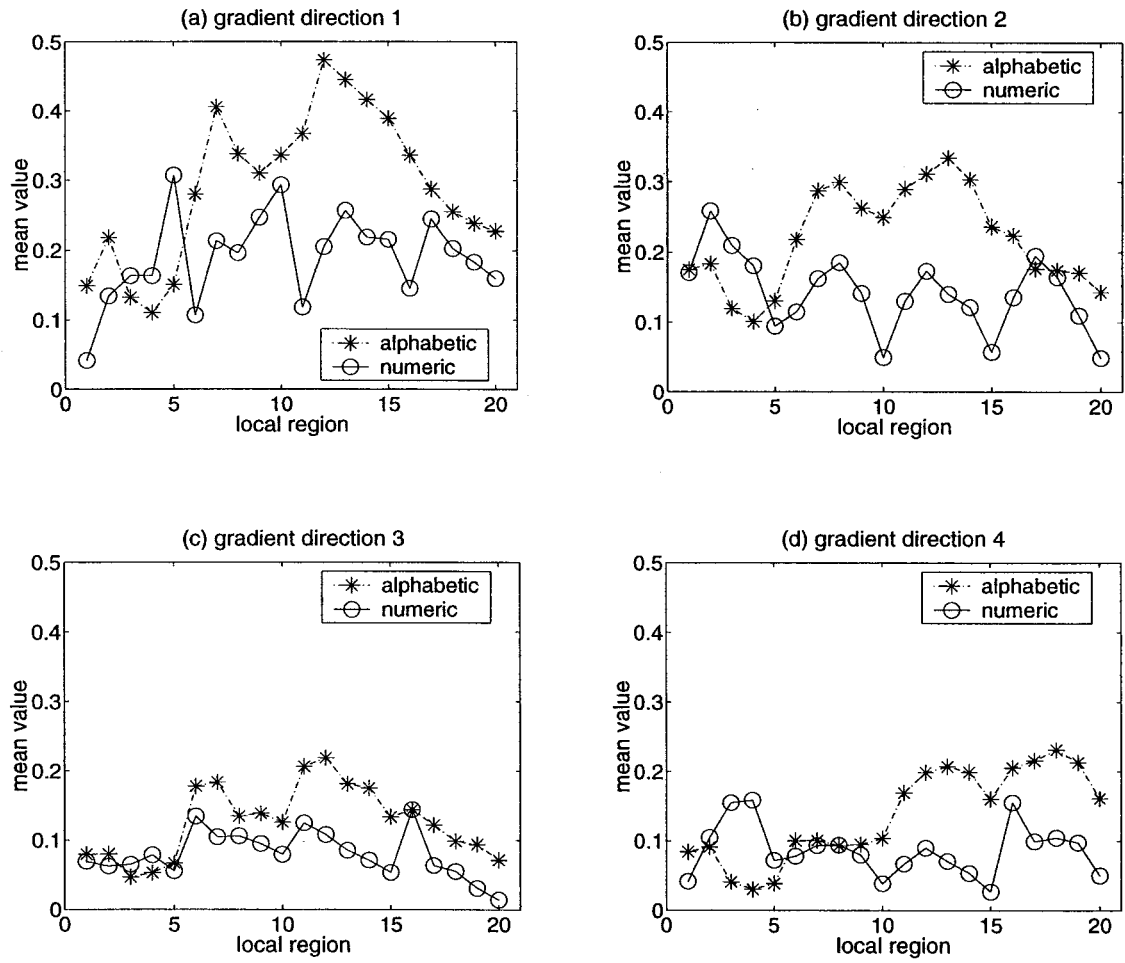 (a) gradient direction 1
0.5
0.4
0.3
0.2
0.1
0
mean value
0
5
10
15
20
local region
alphabetic
numeric
(b) gradient direction 2
0.5
0.4
0.3
0.2
0.1
0
mean value
0
5
10
15
20
local region
alphabetic
numeric
(c) gradient direction 3
0.5
0.4
0.3
0.2
0.1
0
mean value
0
5
10
15
20
local region
alphabetic
numeric
(d) gradient direction 4
0.5
0.4
0.3
0.2
0.1
0
mean value
0
5
10
15
20
local region
alphabetic
numeric